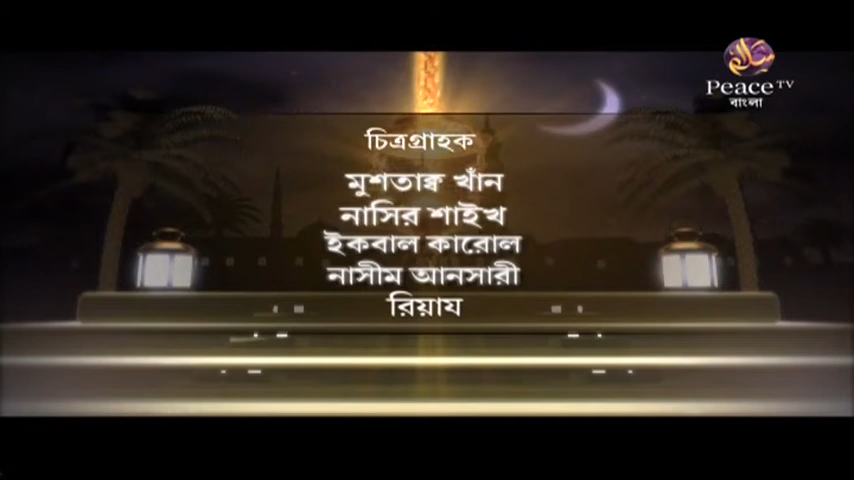 Peace TV
বাংলা
চিত্রগ্রাহক
মুশতাক্ব খাঁন
নাসির শাইখ
ইকবাল কারোল
নাসীম আনসারী
রিয়ায